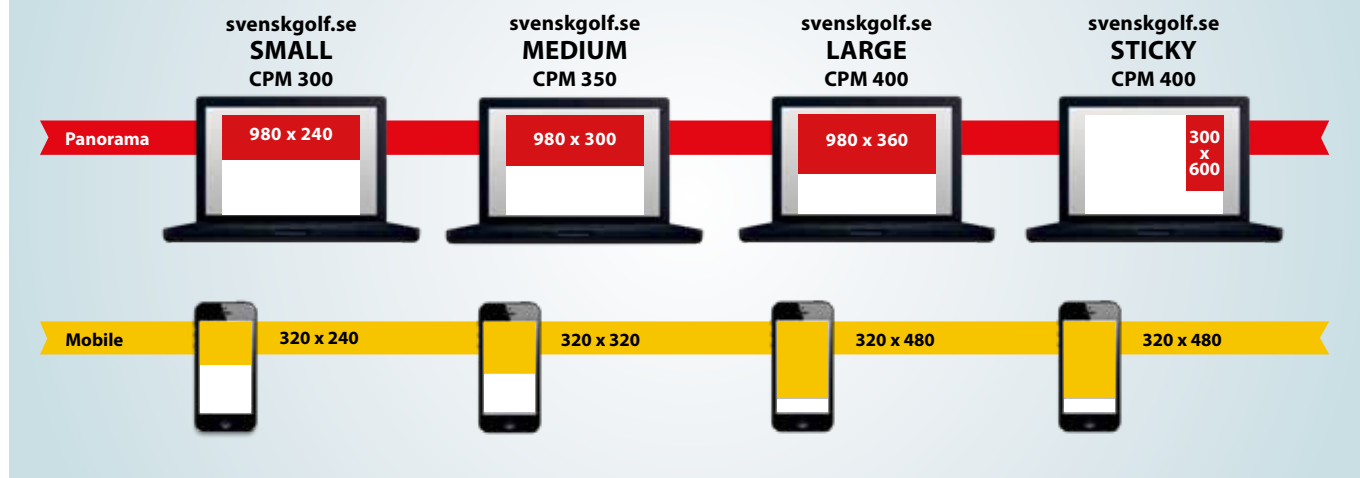 svenskgolf.se
SMALL
CPM 300
svenskgolf.se
MEDIUM
CPM 350
svenskgolf.se
LARGE
CPM 400
svenskgolf.se
STICKY
CPM 400
Panorama
980 x 240
980 x 300
980 x 360
300
x
600
Mobile
320 x 240
320 x 320
320 x 480
320 x 480